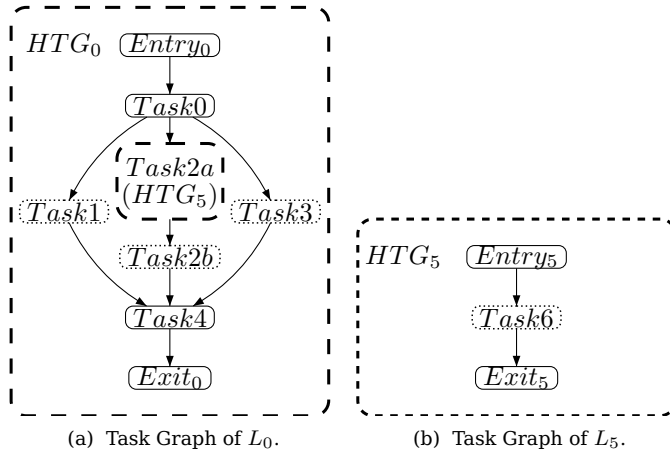 HTG₀
Entry₀
Task0
Task2a
(HTG₅)
Task1
Task3
Task2b
Task4
Exit₀
(a) Task Graph of L₀.
HTG₅
Entry₅
Task6
Exit₅
(b) Task Graph of L₅.